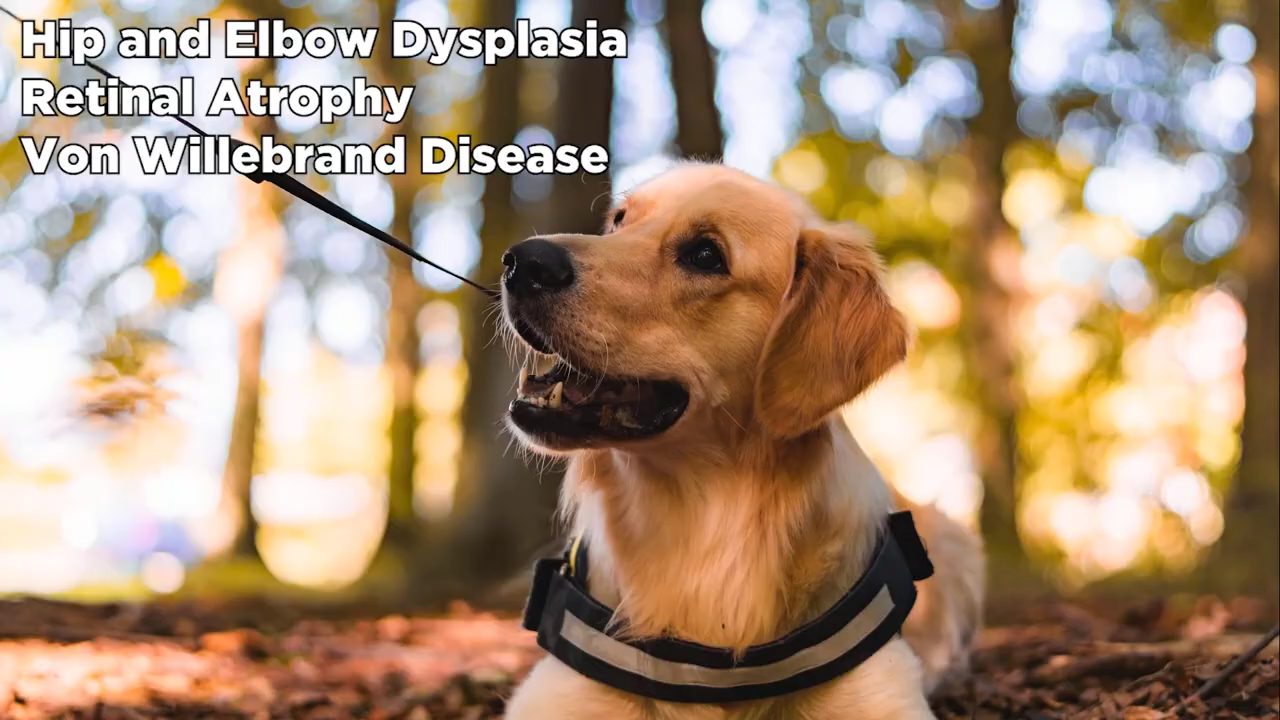 Hip and Elbow Dysplasia
Retinal Atrophy
Von Willebrand Disease